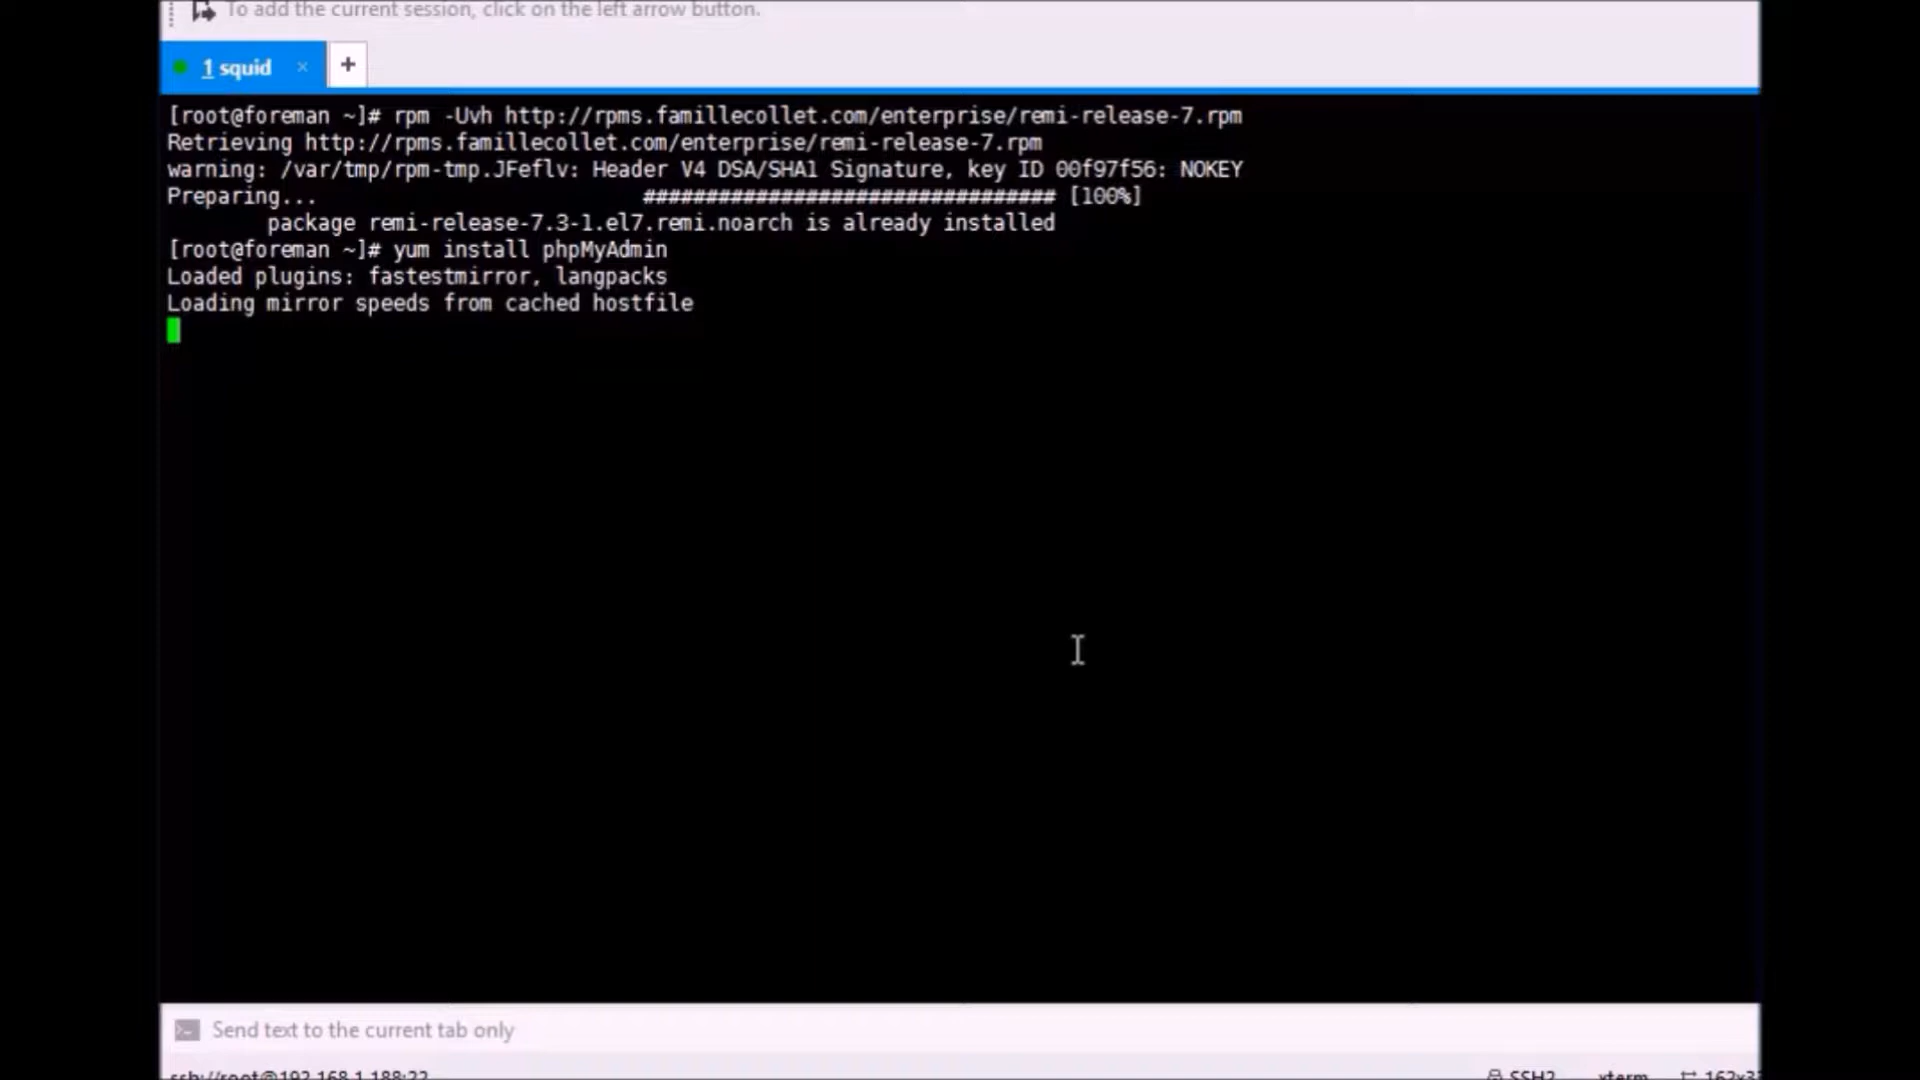 To add the current session, click on the left arrow button.
1 squid × +
[root@foreman ~]# rpm -Uvh http://rpms.famillecollet.com/enterprise/remi-release-7.rpm
Retrieving http://rpms.famillecollet.com/enterprise/remi-release-7.rpm
warning: /var/tmp/rpm-tmp.JFeflv: Header V4 DSA/SHA1 Signature, key ID 00f97f56: NOKEY
Preparing... ################################# [100%]
package remi-release-7.3-1.el7.remi.noarch is already installed
[root@foreman ~]# yum install phpMyAdmin
Loaded plugins: fastestmirror, langpacks
Loading mirror speeds from cached hostfile
Send text to the current tab only
ssh://root@192.168.1.188:22 SSH2 xterm